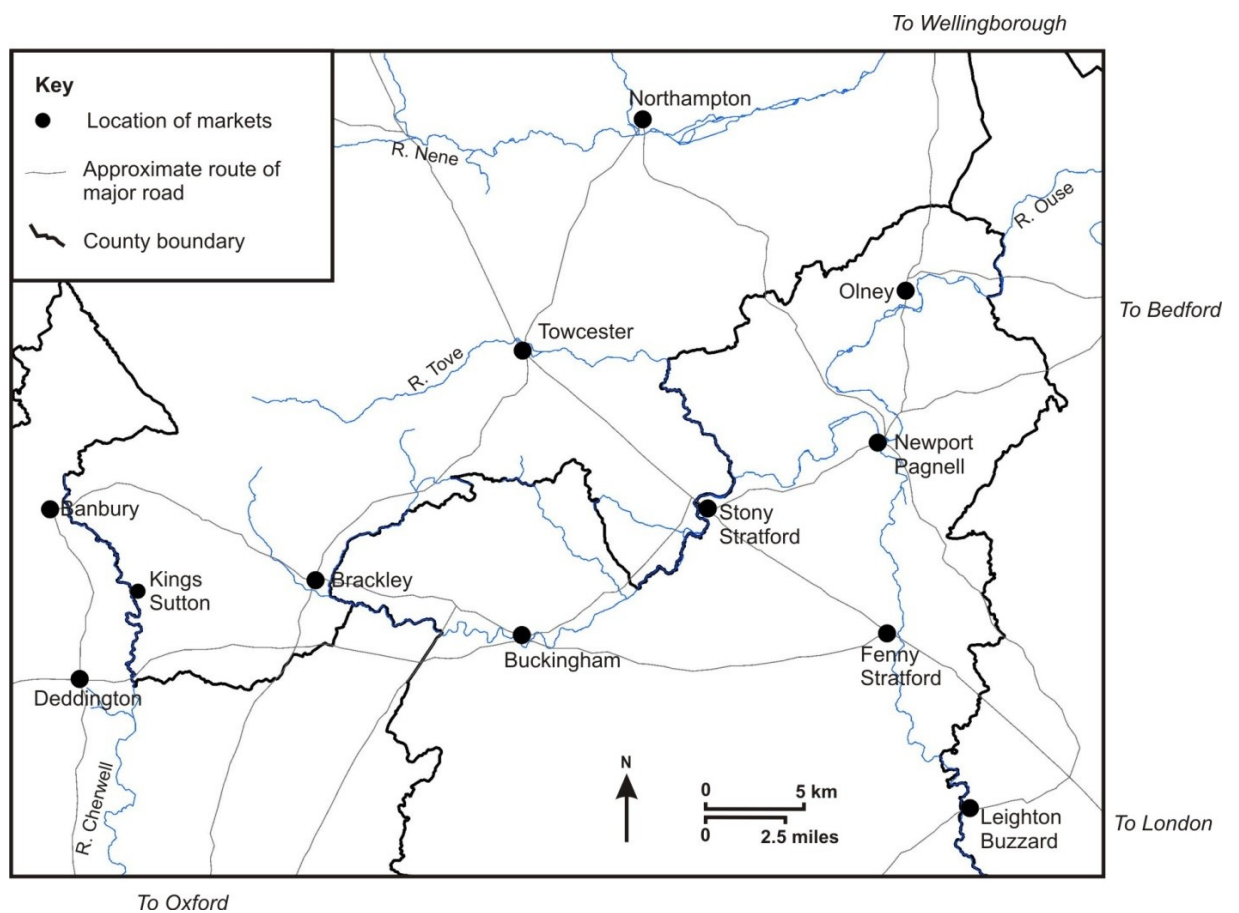 To Wellingborough
Key
Location of markets
Approximate route of
major road
County boundary
Northampton
R. Nene
R. Ouse
Olney
To Bedford
Towcester
R. Tove
Newport
Pagnell
Banbury
Stony
Stratford
Kings
Sutton
Brackley
Buckingham
Fenny
Stratford
Deddington
R. Cherwell
N
0 5 km
0 2.5 miles
Leighton
Buzzard
To London
To Oxford